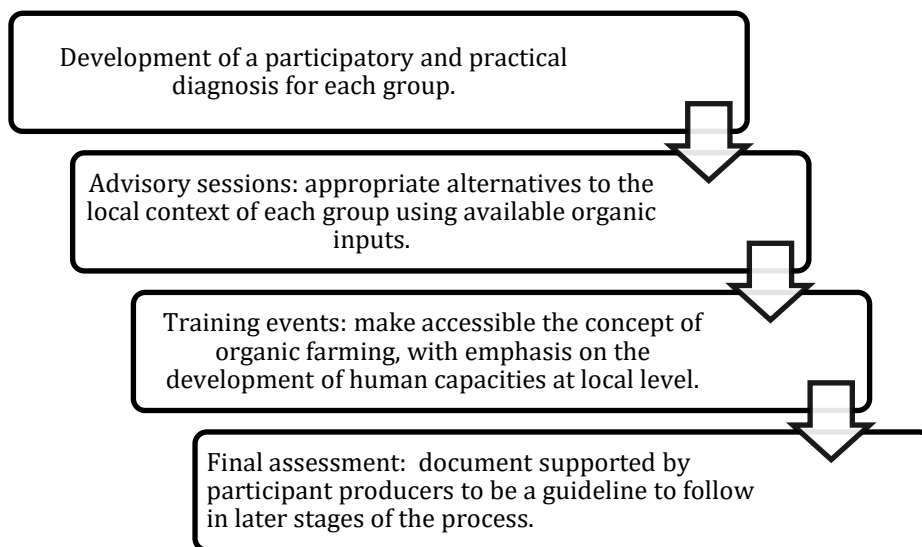 Development of a participatory and practical
diagnosis for each group.
Advisory sessions: appropriate alternatives to the
local context of each group using available organic
inputs.
Training events: make accessible the concept of
organic farming, with emphasis on the
development of human capacities at local level.
Final assessment:  document supported by
participant producers to be a guideline to follow
in later stages of the process.